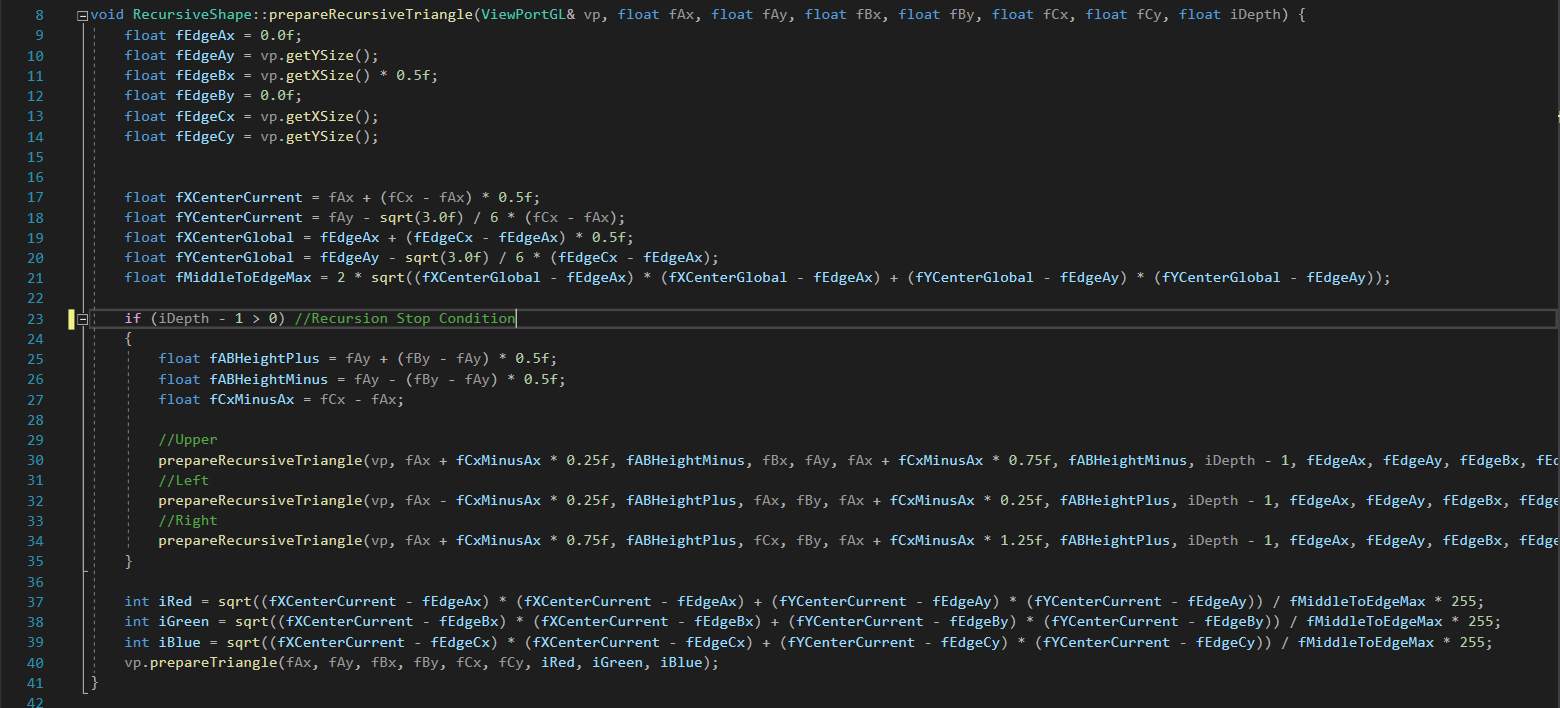 8 void RecursiveShape::prepareRecursiveTriangle(ViewPortGL& vp, float fAx, float fAy, float fBx, float fBy, float fCx, float fCy, float iDepth) {
9 float fEdgeAx = 0.0f;
10 float fEdgeAy = vp.getYSize();
11 float fEdgeBx = vp.getXSize() * 0.5f;
12 float fEdgeBy = 0.0f;
13 float fEdgeCx = vp.getXSize();
14 float fEdgeCy = vp.getYSize();
15
16
17 float fXCenterCurrent = fAx + (fCx - fAx) * 0.5f;
18 float fYCenterCurrent = fAy - sqrt(3.0f) / 6 * (fCx - fAx);
19 float fXCenterGlobal = fEdgeAx + (fEdgeCx - fEdgeAx) * 0.5f;
20 float fYCenterGlobal = fEdgeAy - sqrt(3.0f) / 6 * (fEdgeCx - fEdgeAx);
21 float fMiddleToEdgeMax = 2 * sqrt((fXCenterGlobal - fEdgeAx) * (fXCenterGlobal - fEdgeAx) + (fYCenterGlobal - fEdgeAy) * (fYCenterGlobal - fEdgeAy));
22
23 if (iDepth - 1 > 0) //Recursion Stop Condition
24 {
25 float fABHeightPlus = fAy + (fBy - fAy) * 0.5f;
26 float fABHeightMinus = fAy - (fBy - fAy) * 0.5f;
27 float fCxMinusAx = fCx - fAx;
28
29 //Upper
30 prepareRecursiveTriangle(vp, fAx + fCxMinusAx * 0.25f, fABHeightMinus, fBx, fAy, fAx + fCxMinusAx * 0.75f, fABHeightMinus, iDepth - 1, fEdgeAx, fEdgeAy, fEdgeBx, fEd
31 //Left
32 prepareRecursiveTriangle(vp, fAx - fCxMinusAx * 0.25f, fABHeightPlus, fAx, fBy, fAx + fCxMinusAx * 0.25f, fABHeightPlus, iDepth - 1, fEdgeAx, fEdgeAy, fEdgeBx, fEdge
33 //Right
34 prepareRecursiveTriangle(vp, fAx + fCxMinusAx * 0.75f, fABHeightPlus, fCx, fBy, fAx + fCxMinusAx * 1.25f, fABHeightPlus, iDepth - 1, fEdgeAx, fEdgeAy, fEdgeBx, fEdge
35 }
36
37 int iRed = sqrt((fXCenterCurrent - fEdgeAx) * (fXCenterCurrent - fEdgeAx) + (fYCenterCurrent - fEdgeAy) * (fYCenterCurrent - fEdgeAy)) / fMiddleToEdgeMax * 255;
38 int iGreen = sqrt((fXCenterCurrent - fEdgeBx) * (fXCenterCurrent - fEdgeBx) + (fYCenterCurrent - fEdgeBy) * (fYCenterCurrent - fEdgeBy)) / fMiddleToEdgeMax * 255;
39 int iBlue = sqrt((fXCenterCurrent - fEdgeCx) * (fXCenterCurrent - fEdgeCx) + (fYCenterCurrent - fEdgeCy) * (fYCenterCurrent - fEdgeCy)) / fMiddleToEdgeMax * 255;
40 vp.prepareTriangle(fAx, fAy, fBx, fBy, fCx, fCy, iRed, iGreen, iBlue);
41 }
42